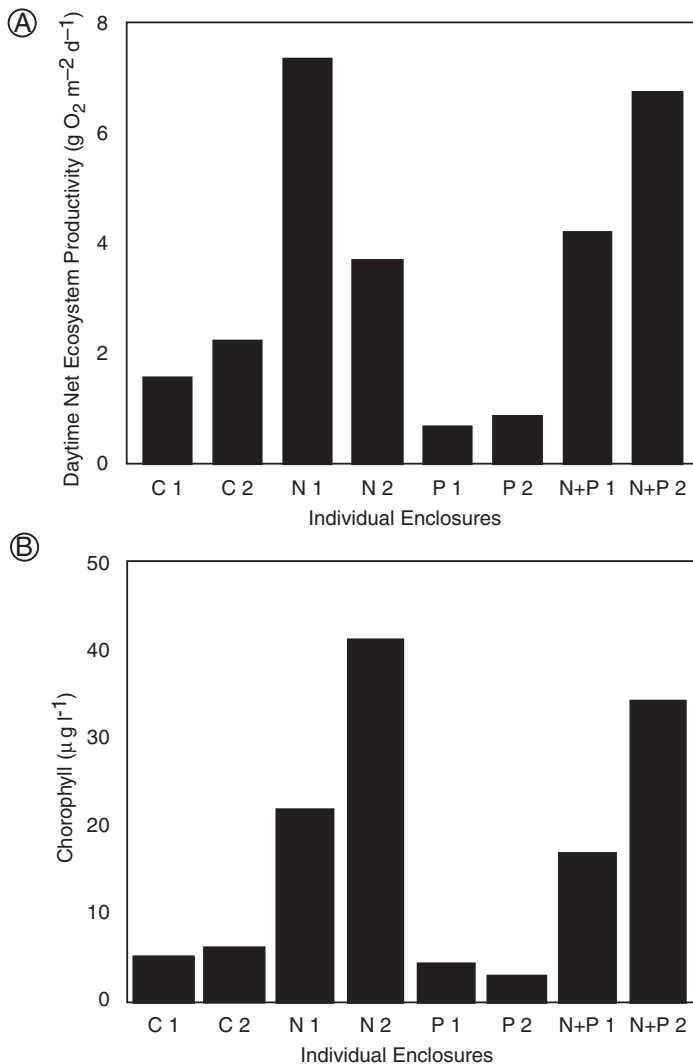 A
Daytime Net Ecosystem Productivity (g O2 m–2 d–1)
8
6
4
2
0
C 1 C 2 N 1 N 2 P 1 P 2 N+P 1 N+P 2
Individual Enclosures
B
Chorophyll (μ g l-1)
50
40
30
20
10
0
C 1 C 2 N 1 N 2 P 1 P 2 N+P 1 N+P 2
Individual Enclosures